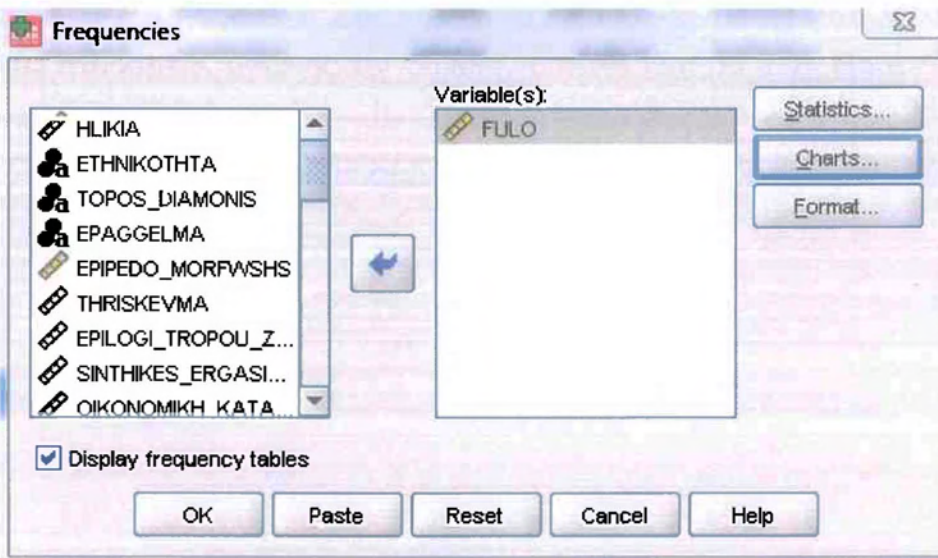 Frequencies
HLIKIA
ETHNIKOTHTA
TOPOS_DIAMONIS
EPAGGELMA
EPIPEDO_MORFWSHS
THRISKEVMA
EPILOGI_TROPOU_Z...
SINTHIKES_ERGASI...
OIKONOMIKH_KATA...
Variable(s):
FULO
Statistics...
Charts...
Format...
Display frequency tables
OK
Paste
Reset
Cancel
Help